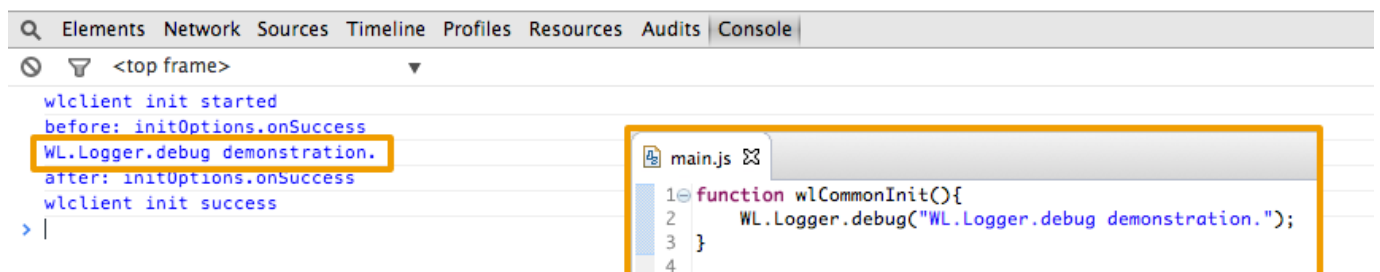 Elements Network Sources Timeline Profiles Resources Audits Console
<top frame>
wlclient init started
before: initOptions.onSuccess
WL.Logger.debug demonstration.
after: initOptions.onSuccess
wlclient init success
>
main.js
1 function wlCommonInit(){
2 WL.Logger.debug("WL.Logger.debug demonstration.");
3 }
4